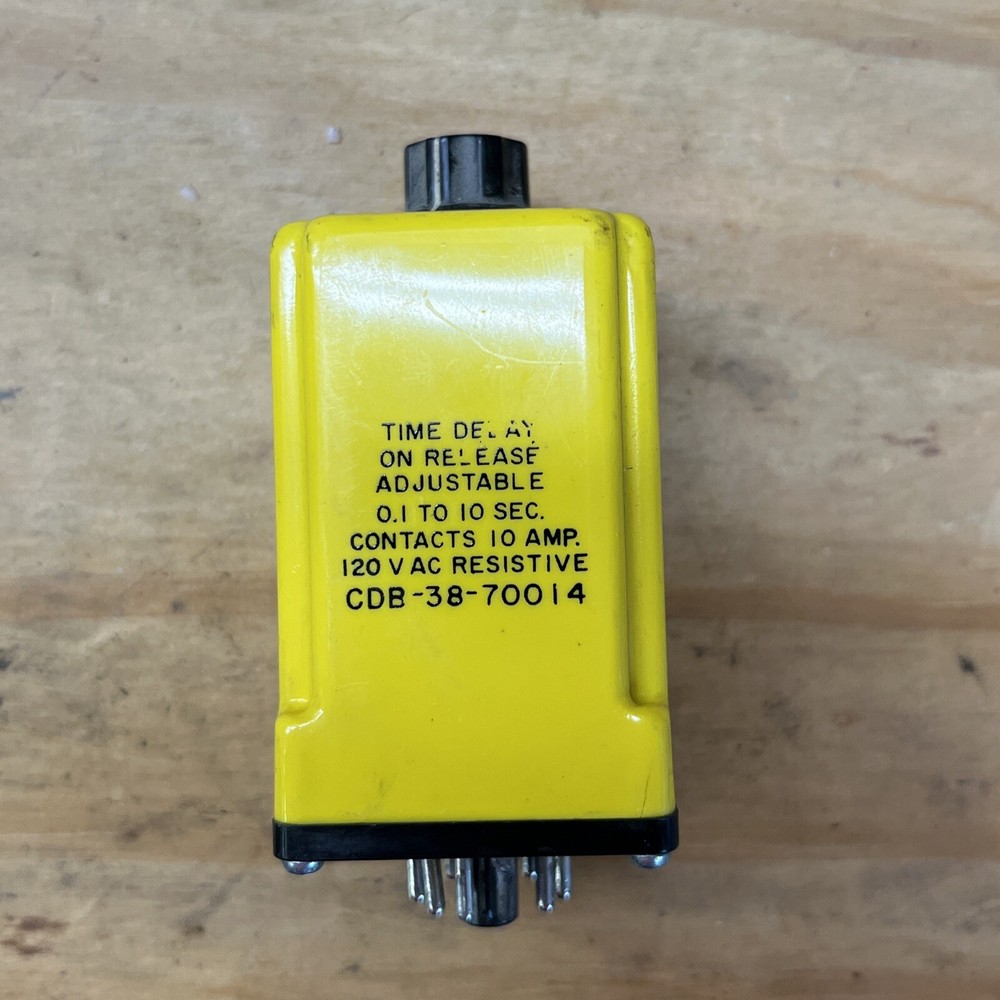 TIME DELAY
ON RELEASE
ADJUSTABLE
0.1 TO 10 SEC.
CONTACTS 10 AMP.
120 V AC RESISTIVE
CDB-38-70014